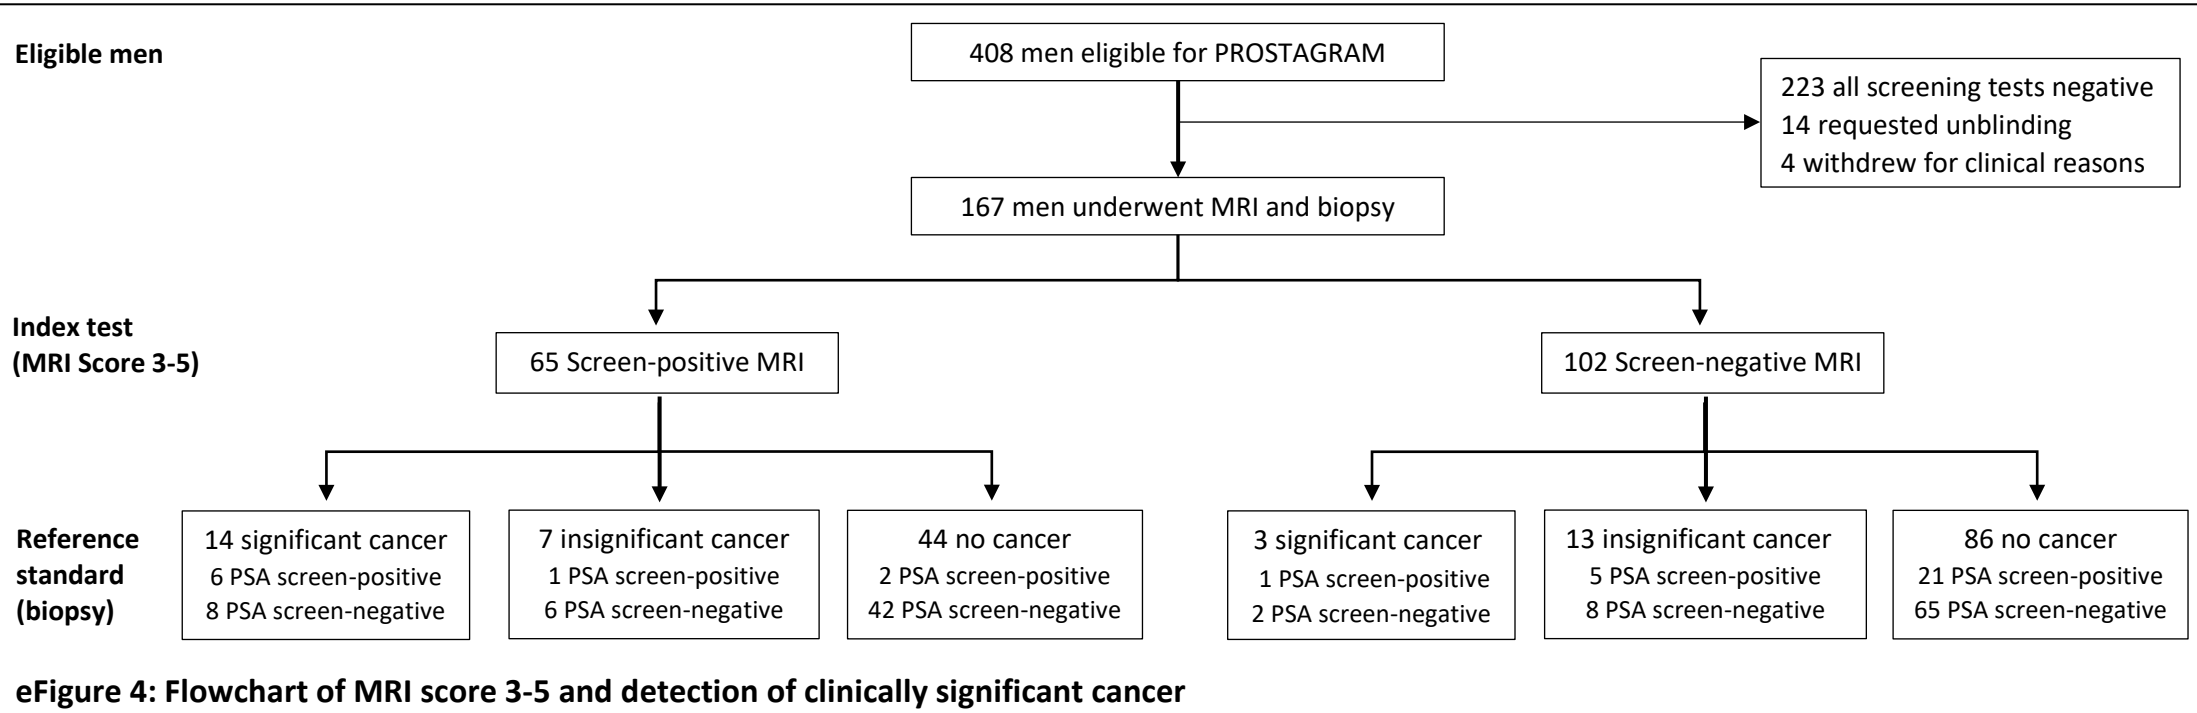 Eligible men
408 men eligible for PROSTAGRAM
223 all screening tests negative
14 requested unblinding
4 withdrew for clinical reasons
167 men underwent MRI and biopsy
Index test
(MRI Score 3-5)
65 Screen-positive MRI
102 Screen-negative MRI
Reference
standard
(biopsy)
14 significant cancer
6 PSA screen-positive
8 PSA screen-negative
7 insignificant cancer
1 PSA screen-positive
6 PSA screen-negative
44 no cancer
2 PSA screen-positive
42 PSA screen-negative
3 significant cancer
1 PSA screen-positive
2 PSA screen-negative
13 insignificant cancer
5 PSA screen-positive
8 PSA screen-negative
86 no cancer
21 PSA screen-positive
65 PSA screen-negative
eFigure 4: Flowchart of MRI score 3-5 and detection of clinically significant cancer